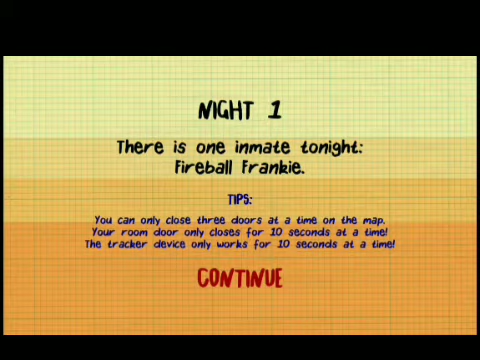 NIGHT 1
There is one inmate tonight:
Fireball Frankie.
TIPS:
You can only close three doors at a time on the map.
Your room door only closes for 10 seconds at a time!
The tracker device only works for 10 seconds at a time!
CONTINUE